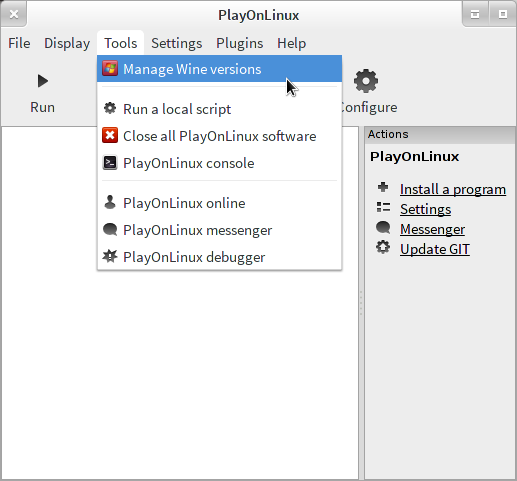 PlayOnLinux
File Display Tools Settings Plugins Help
Manage Wine versions
Run a local script
Close all PlayOnLinux software
PlayOnLinux console
PlayOnLinux online
PlayOnLinux messenger
PlayOnLinux debugger
Run
onfigure
Actions
PlayOnLinux
Install a program
Settings
Messenger
Update GIT